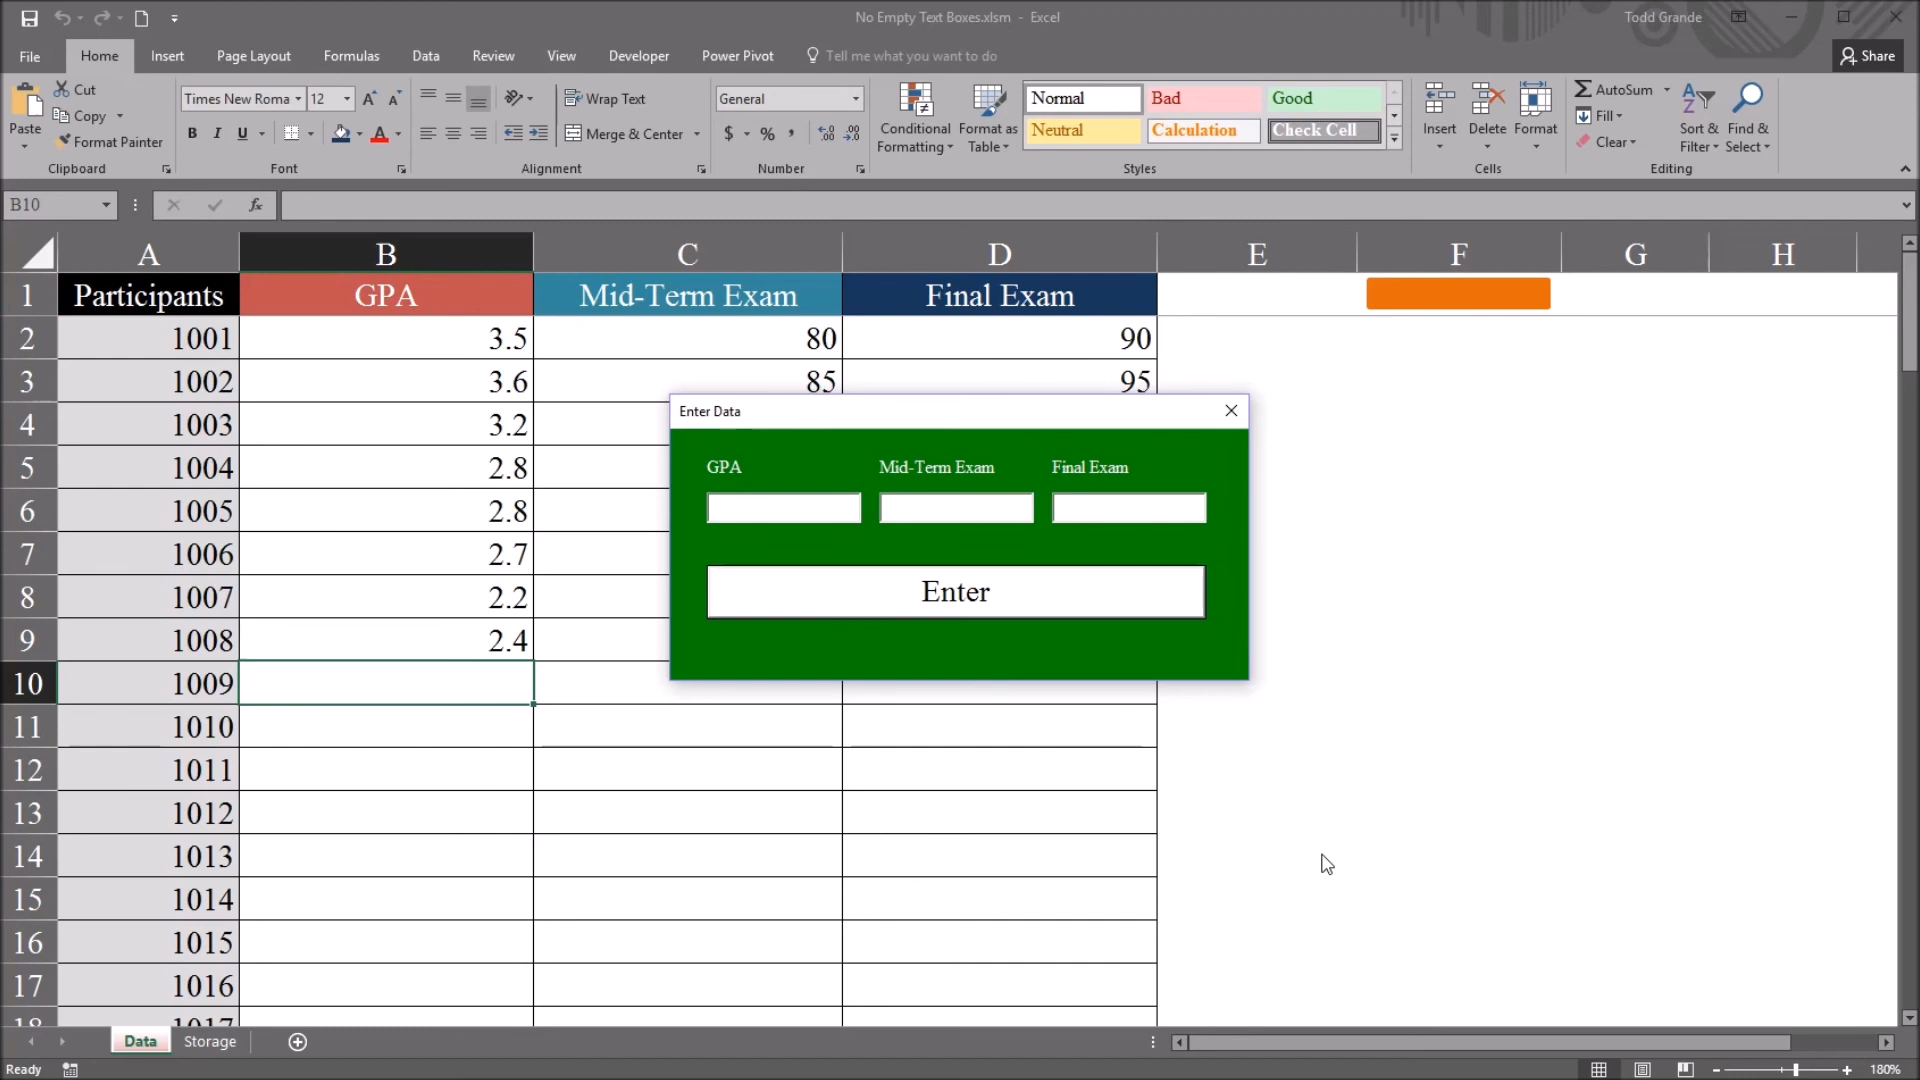 No Empty Text Boxes.xlsm - Excel
Todd Grande
File Home Insert Page Layout Formulas Data Review View Developer Power Pivot Tell me what you want to do Share
Paste
Cut
Copy
Format Painter
Clipboard
Times New Roma 12
B I U
Font
Wrap Text
Merge & Center
Alignment
General
$ % ,
Number
Conditional Formatting
Format as Table
Normal Bad Good
Neutral Calculation Check Cell
Styles
Insert Delete Format
Cells
AutoSum
Fill
Clear
Sort & Filter
Find & Select
Editing
B10
fx
A B C D E F G H
1 Participants GPA Mid-Term Exam Final Exam
2 1001 3.5 80 90
3 1002 3.6 85 95
4 1003 3.2
5 1004 2.8
6 1005 2.8
7 1006 2.7
8 1007 2.2
9 1008 2.4
10 1009
11 1010
12 1011
13 1012
14 1013
15 1014
16 1015
17 1016
18 1017
Enter Data
GPA Mid-Term Exam Final Exam
Enter
Data Storage
Ready
180%